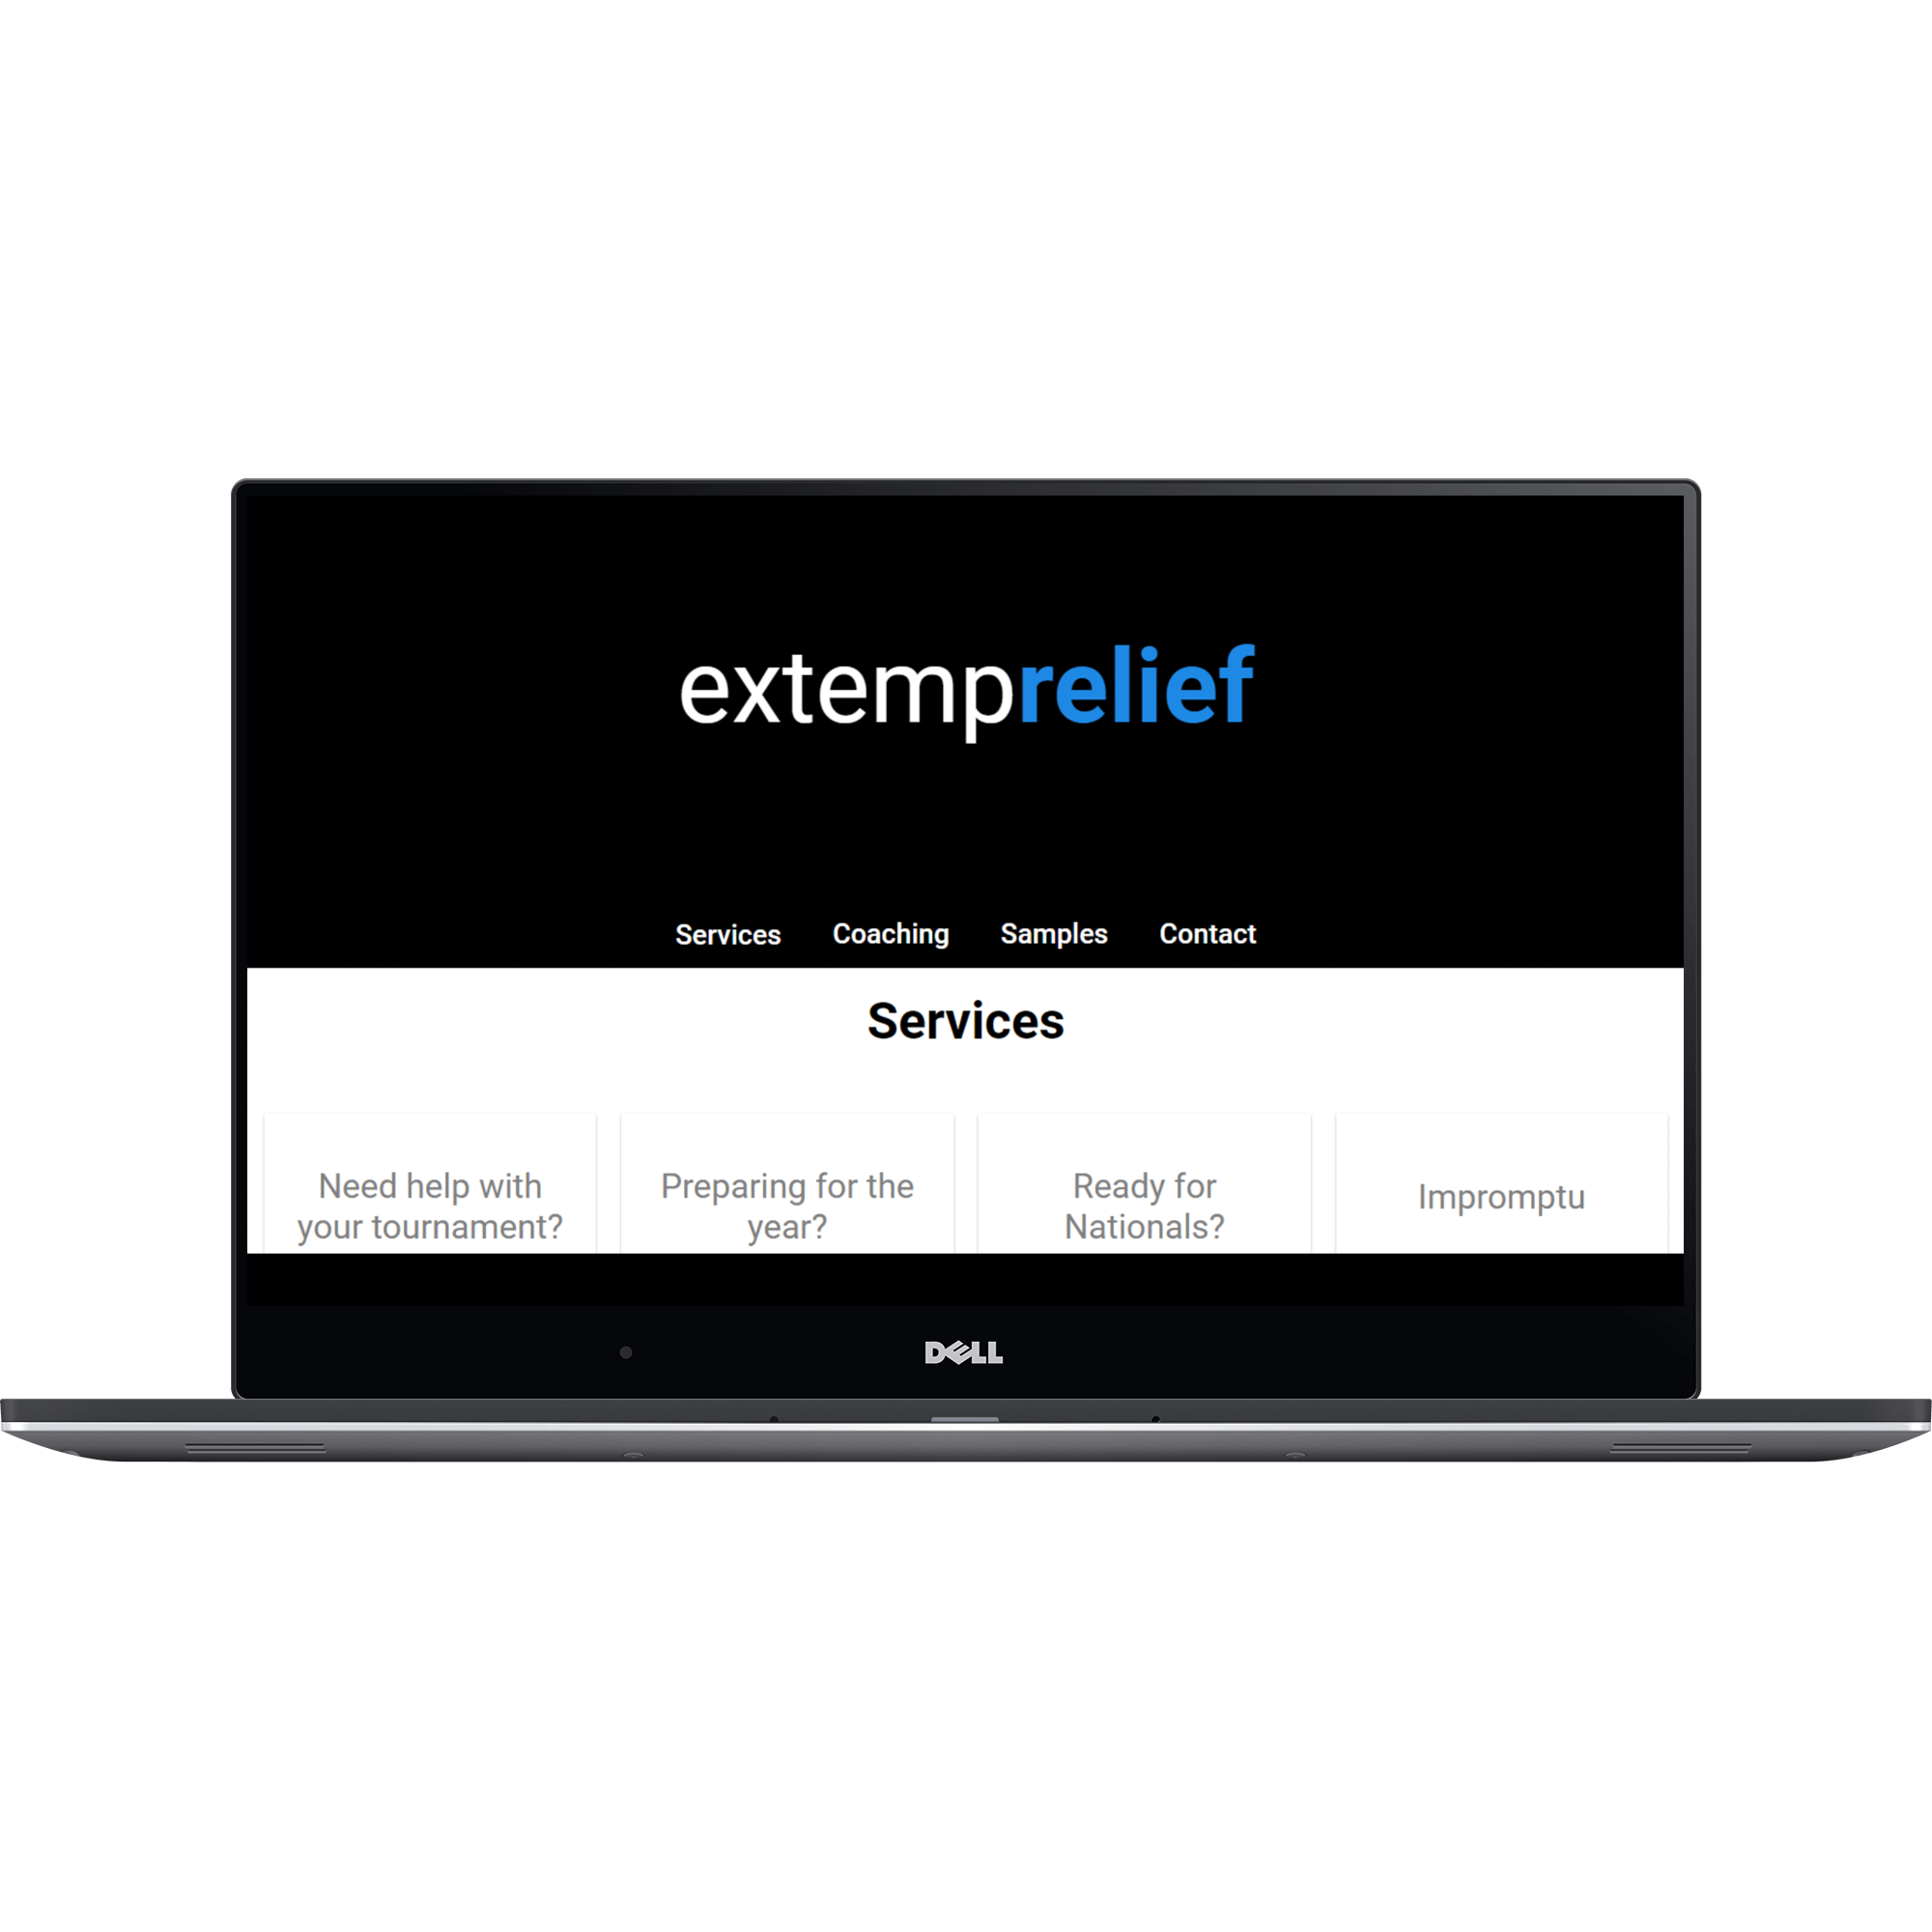 extemprelief
Services Coaching Samples Contact
Services
Need help with
your tournament?
Preparing for the
year?
Ready for
Nationals?
Impromptu
DELL